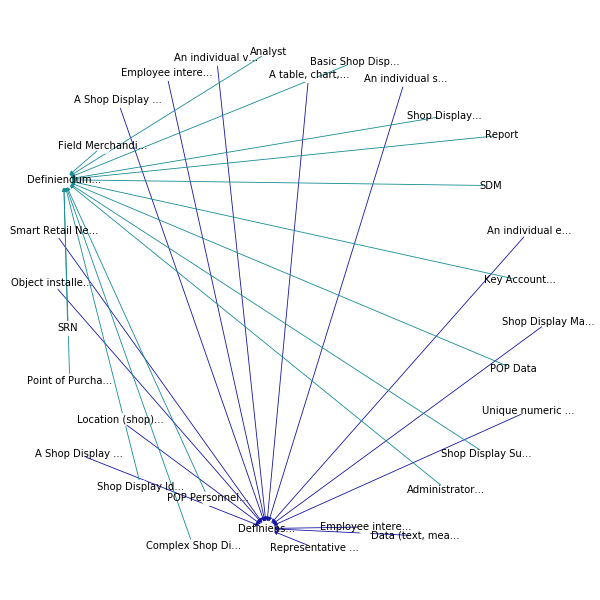 Analyst
An individual v...
Basic Shop Disp...
Employee intere...
A table, chart,...
An individual s...
A Shop Display ...
Shop Display...
Report
Field Merchandi...
Definiendum...
SDM
Smart Retail Ne...
An individual e...
Object installe...
Key Account...
Shop Display Ma...
SRN
POP Data
Point of Purcha...
Unique numeric ...
Location (shop)...
A Shop Display ...
Shop Display Su...
Shop Display Id...
Administrator...
POP Personnel...
Definiens...
Employee intere...
Data (text, mea...
Complex Shop Di...
Representative ...